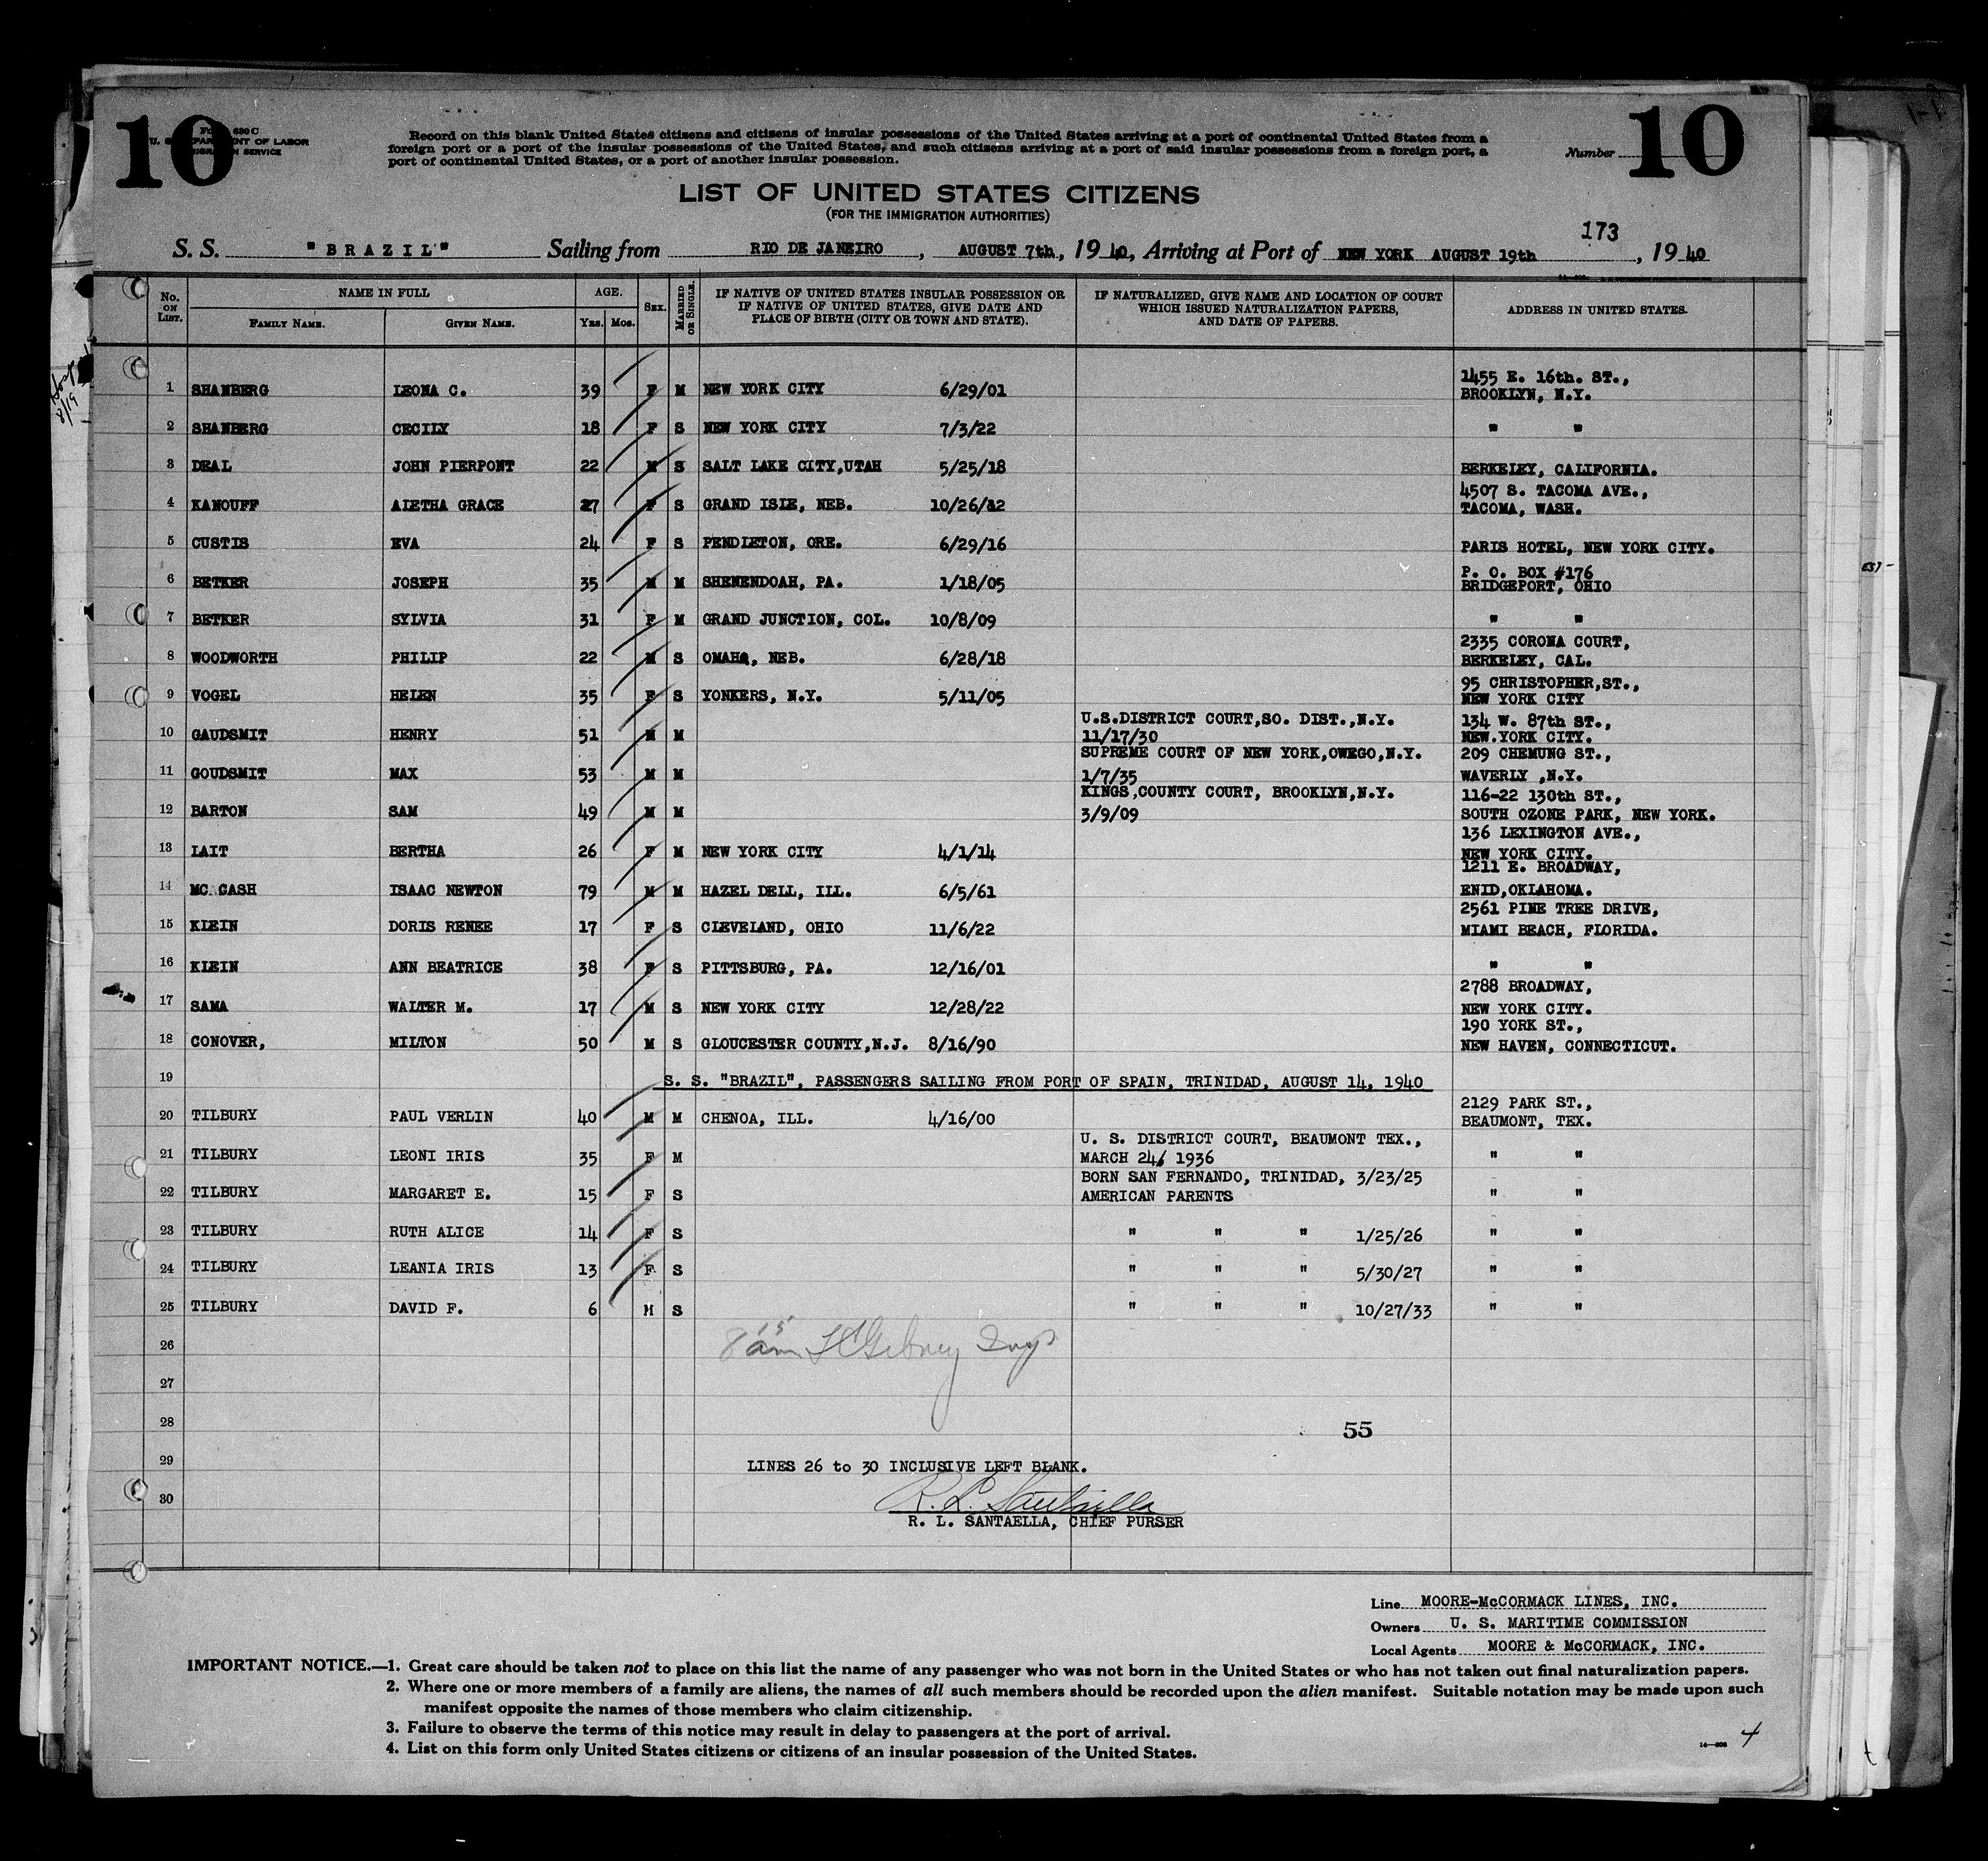 10
Form 630 C
U. S. DEPARTMENT OF LABOR
IMMIGRATION SERVICE
Record on this blank United States citizens and citizens of insular possessions of the United States arriving at a port of continental United States from a
foreign port or a port of the insular possessions of the United States, and such citizens arriving at a port of said insular possessions from a foreign port, a
port of continental United States, or a port of another insular possession.
Number
10
LIST OF UNITED STATES CITIZENS
(FOR THE IMMIGRATION AUTHORITIES)
173
S. S. "BRAZIL" Sailing from RIO DE JANEIRO, AUGUST 7th, 1940, Arriving at Port of NEW YORK AUGUST 19th, 1940
No. ON LIST. NAME IN FULL FAMILY NAME. GIVEN NAME. AGE. YRS. MOS. SEX. MARRIED OR SINGLE. IF NATIVE OF UNITED STATES INSULAR POSSESSION OR IF NATIVE OF UNITED STATES, GIVE DATE AND PLACE OF BIRTH (CITY OR TOWN AND STATE). IF NATURALIZED, GIVE NAME AND LOCATION OF COURT WHICH ISSUED NATURALIZATION PAPERS, AND DATE OF PAPERS. ADDRESS IN UNITED STATES.
1 SHANBERG LEONA C. 39 F M NEW YORK CITY 6/29/01 1455 E. 16th. ST., BROOKLYN, N.Y.
2 SHANBERG CECILY 18 F S NEW YORK CITY 7/3/22 " "
3 DEAL JOHN PIERPONT 22 M S SALT LAKE CITY,UTAH 5/25/18 BERKELEY, CALIFORNIA.
4 KANOUFF ALETHA GRACE 27 F S GRAND ISLE, NEB. 10/26/12 4507 S. TACOMA AVE., TACOMA, WASH.
5 CUSTIS EVA 24 F S PENDLETON, ORE. 6/29/16 PARIS HOTEL, NEW YORK CITY.
6 BETKER JOSEPH 35 M M SHENENDOAH, PA. 1/18/05 P. O. BOX #176 BRIDGEPORT, OHIO
7 BETKER SYLVIA 31 F M GRAND JUNCTION, COL. 10/8/09 " "
8 WOODWORTH PHILIP 22 M S OMAHA, NEB. 6/28/18 2335 CORONA COURT, BERKELEY, CAL.
9 VOGEL HELEN 35 F S YONKERS, N.Y. 5/11/05 95 CHRISTOPHER,ST., NEW YORK CITY
10 GAUDSMIT HENRY 51 M M U.S.DISTRICT COURT,SO. DIST.,N.Y. 11/17/30 134 W. 87th ST., NEW.YORK CITY.
11 GOUDSMIT MAX 53 M M SUPREME COURT OF NEW YORK,OWEGO,N.Y. 1/7/35 209 CHEMUNG ST., WAVERLY ,N.Y.
12 BARTON SAM 49 M M KINGS,COUNTY COURT, BROOKLYN,N.Y. 3/9/09 116-22 130th ST., SOUTH OZONE PARK, NEW YORK.
13 LAIT BERTHA 26 F M NEW YORK CITY 4/1/14 136 LEXINGTON AVE., NEW YORK CITY.
14 MC CASH ISAAC NEWTON 79 M M HAZEL DELL, ILL. 6/5/61 1211 E. BROADWAY, ENID,OKLAHOMA.
15 KLEIN DORIS RENEE 17 F S CLEVELAND, OHIO 11/6/22 2561 PINE TREE DRIVE, MIAMI BEACH, FLORIDA.
16 KLEIN ANN BEATRICE 38 F S PITTSBURG, PA. 12/16/01 " "
17 SAMA WALTER M. 17 M S NEW YORK CITY 12/28/22 2788 BROADWAY, NEW YORK CITY.
18 CONOVER, MILTON 50 M S GLOUCESTER COUNTY,N.J. 8/16/90 190 YORK ST., NEW HAVEN, CONNECTICUT.
19 S. S. "BRAZIL", PASSENGERS SAILING FROM PORT OF SPAIN, TRINIDAD, AUGUST 14, 1940
20 TILBURY PAUL VERLIN 40 M M CHENOA, ILL. 4/16/00 2129 PARK ST., BEAUMONT, TEX.
21 TILBURY LEONI IRIS 35 F M U. S. DISTRICT COURT, BEAUMONT TEX., MARCH 24, 1936 " "
22 TILBURY MARGARET E. 15 F S BORN SAN FERNANDO, TRINIDAD, 3/23/25 AMERICAN PARENTS " "
23 TILBURY RUTH ALICE 14 F S " " " 1/25/26 " "
24 TILBURY LEANIA IRIS 13 F S " " " 5/30/27 " "
25 TILBURY DAVID F. 6 M S " " " 10/27/33 " "
26
27
28 55
29 LINES 26 to 30 INCLUSIVE LEFT BLANK.
30 R. L. Santaella
R. L. SANTAELLA, CHIEF PURSER
Line MOORE-McCORMACK LINES, INC.
Owners U. S. MARITIME COMMISSION
Local Agents MOORE & McCORMACK, INC.
IMPORTANT NOTICE.—1. Great care should be taken not to place on this list the name of any passenger who was not born in the United States or who has not taken out final naturalization papers.
2. Where one or more members of a family are aliens, the names of all such members should be recorded upon the alien manifest. Suitable notation may be made upon such
manifest opposite the names of those members who claim citizenship.
3. Failure to observe the terms of this notice may result in delay to passengers at the port of arrival.
4. List on this form only United States citizens or citizens of an insular possession of the United States.
4